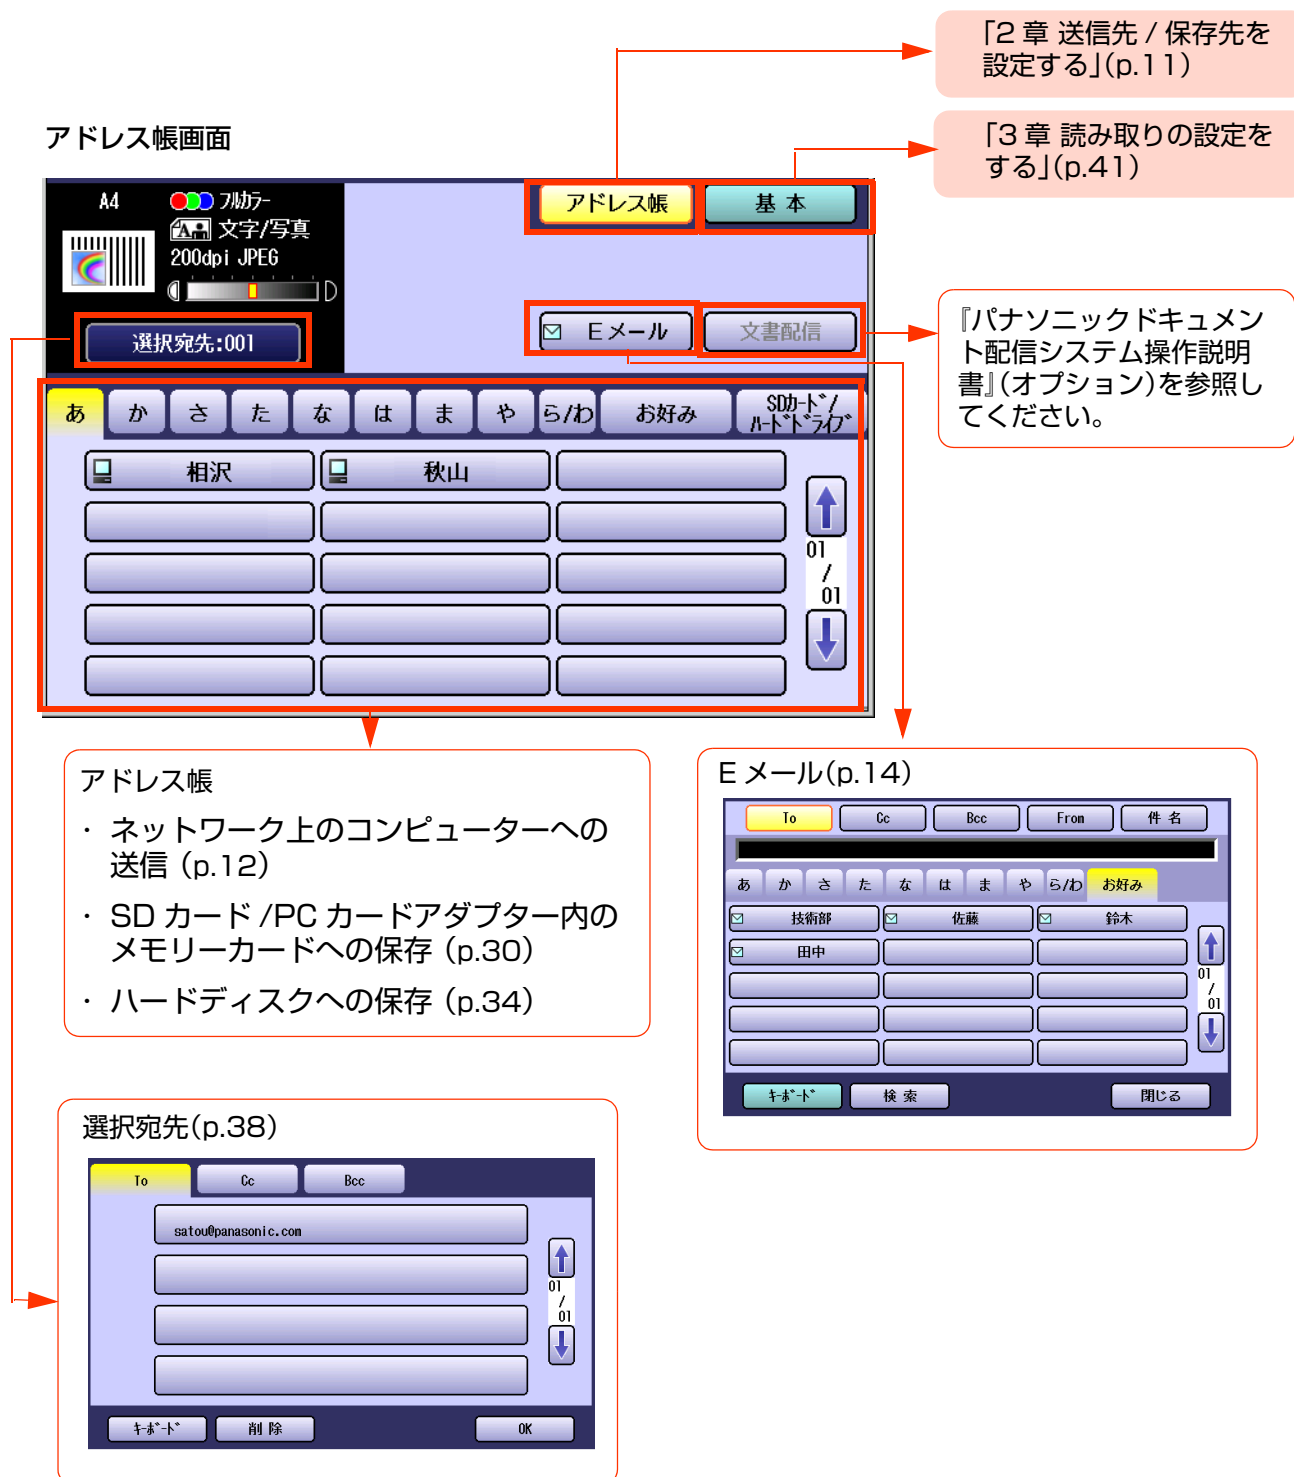 「2 章 送信先 / 保存先を
設定する」(p.11)
「3 章 読み取りの設定を
する」(p.41)
アドレス帳画面
A4
フルカラー
文字/写真
200dpi JPEG
選択宛先:001
アドレス帳
基 本
Eメール
文書配信
『パナソニックドキュメン
ト配信システム操作説明
書』(オプション)を参照し
てください。
あ か さ た な は ま や ら/わ お好み SDカード/
ハードドライブ
相沢 秋山
01
/
01
アドレス帳
・ ネットワーク上のコンピューターへの
送信 (p.12)
・ SD カード /PC カードアダプター内の
メモリーカードへの保存 (p.30)
・ ハードディスクへの保存 (p.34)
E メール(p.14)
To Cc Bcc From 件 名
あ か さ た な は ま や ら/わ お好み
技術部 佐藤 鈴木
田中
01
/
01
キーボード 検 索 閉じる
選択宛先(p.38)
To Cc Bcc
satou@panasonic.com
01
/
01
キーボード 削 除 OK